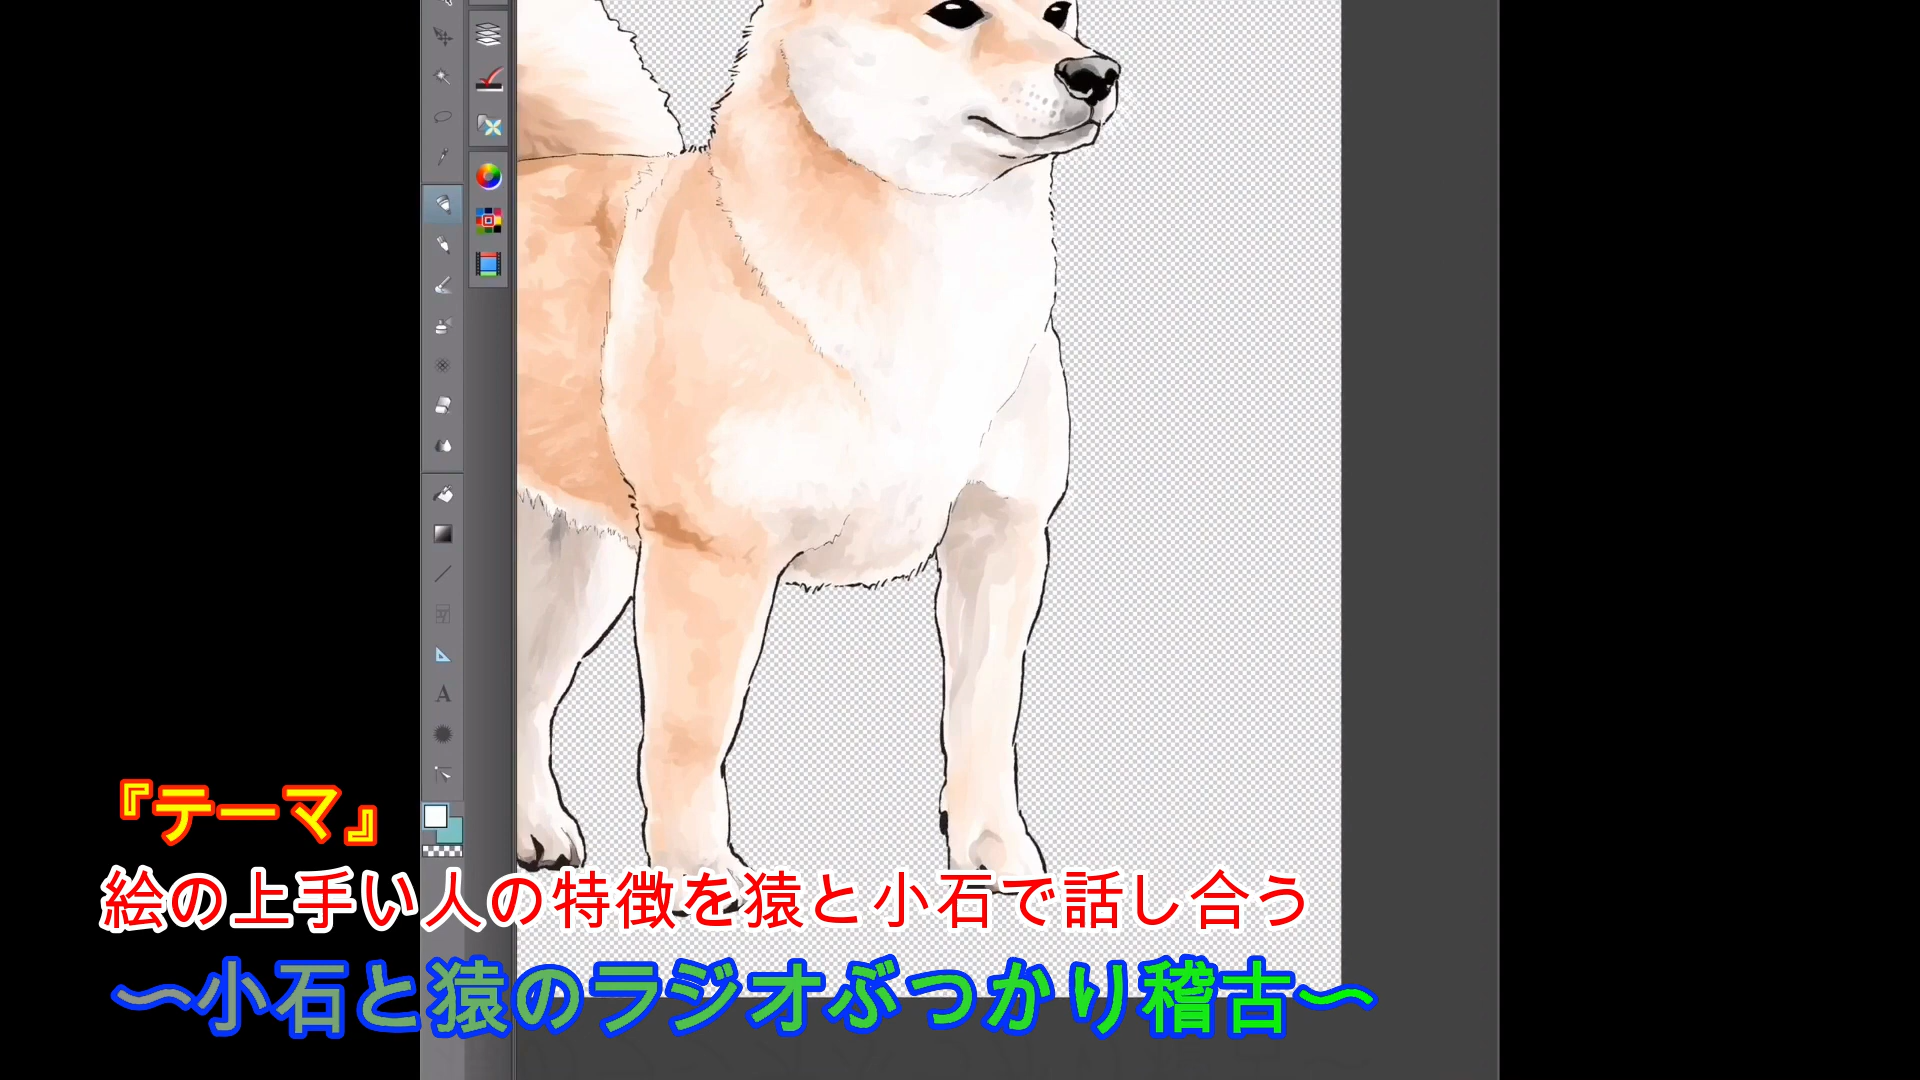 『テーマ』
絵の上手い人の特徴を猿と小石で話し合う
～小石と猿のラジオぶつかり稽古～
A